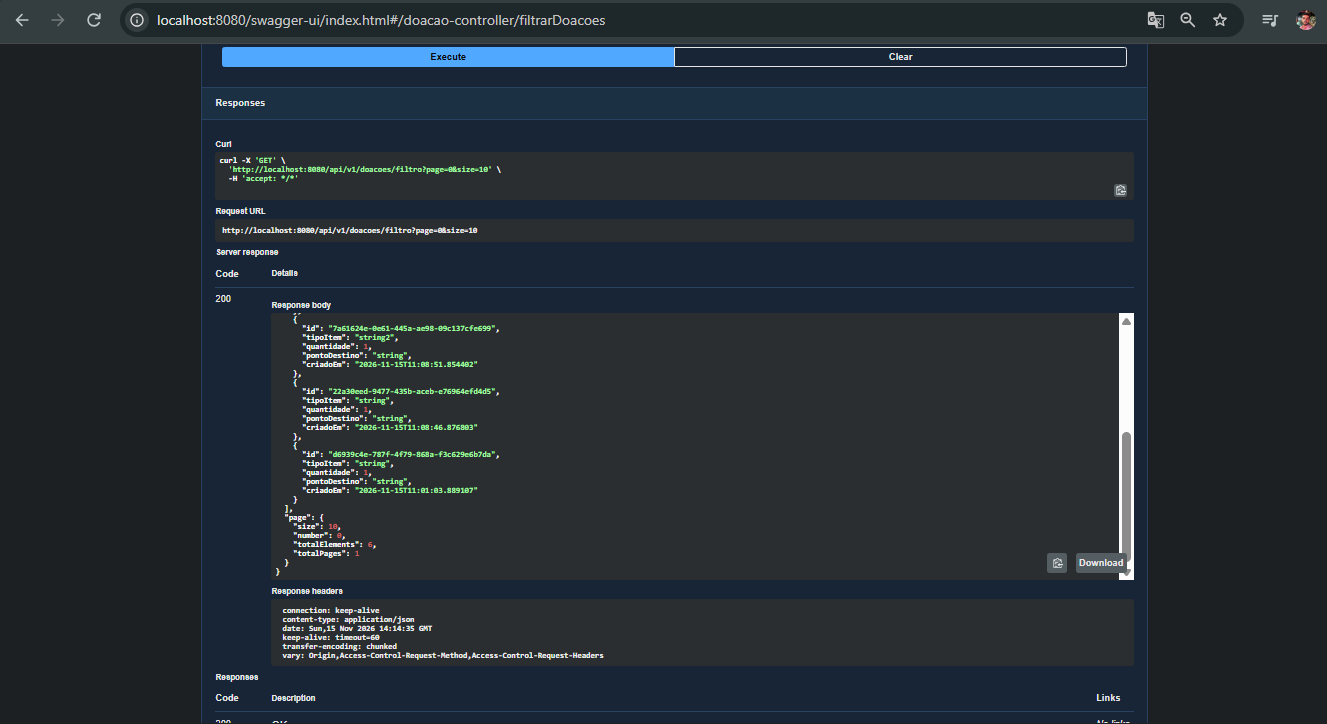 localhost:8080/swagger-ui/index.html#/doacao-controller/filtrarDoacoes
Execute
Clear
Responses
Curl
curl -X 'GET' \
'http://localhost:8080/api/v1/doacoes/filtro?page=0&size=10' \
-H 'accept: */*'
Request URL
http://localhost:8080/api/v1/doacoes/filtro?page=0&size=10
Server response
Code Details
200
Response body
},
{
"id": "7a61624e-0e61-445a-ae98-09c137cfe699",
"tipoItem": "string2",
"quantidade": 1,
"pontoDestino": "string",
"criadoEm": "2026-11-15T11:08:51.854402"
},
{
"id": "22a30eed-9477-435b-aceb-e76964efd4d5",
"tipoItem": "string",
"quantidade": 1,
"pontoDestino": "string",
"criadoEm": "2026-11-15T11:08:46.876803"
},
{
"id": "d6939c4e-787f-4f79-868a-f3c629e6b7da",
"tipoItem": "string",
"quantidade": 1,
"pontoDestino": "string",
"criadoEm": "2026-11-15T11:01:03.889107"
}
],
"page": {
"size": 10,
"number": 0,
"totalElements": 6,
"totalPages": 1
}
}
Download
Response headers
connection: keep-alive
content-type: application/json
date: Sun,15 Nov 2026 14:14:35 GMT
keep-alive: timeout=60
transfer-encoding: chunked
vary: Origin,Access-Control-Request-Method,Access-Control-Request-Headers
Responses
Code Description Links
200 OK No links